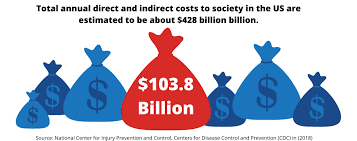 Total annual direct and indirect costs to society in the US are
estimated to be about $428 billion billion.
$103.8
Billion
$
$
$
$
$
$
Source: National Center for Injury Prevention and Control, Centers for Disease Control and Prevention (CDC) in (2018)